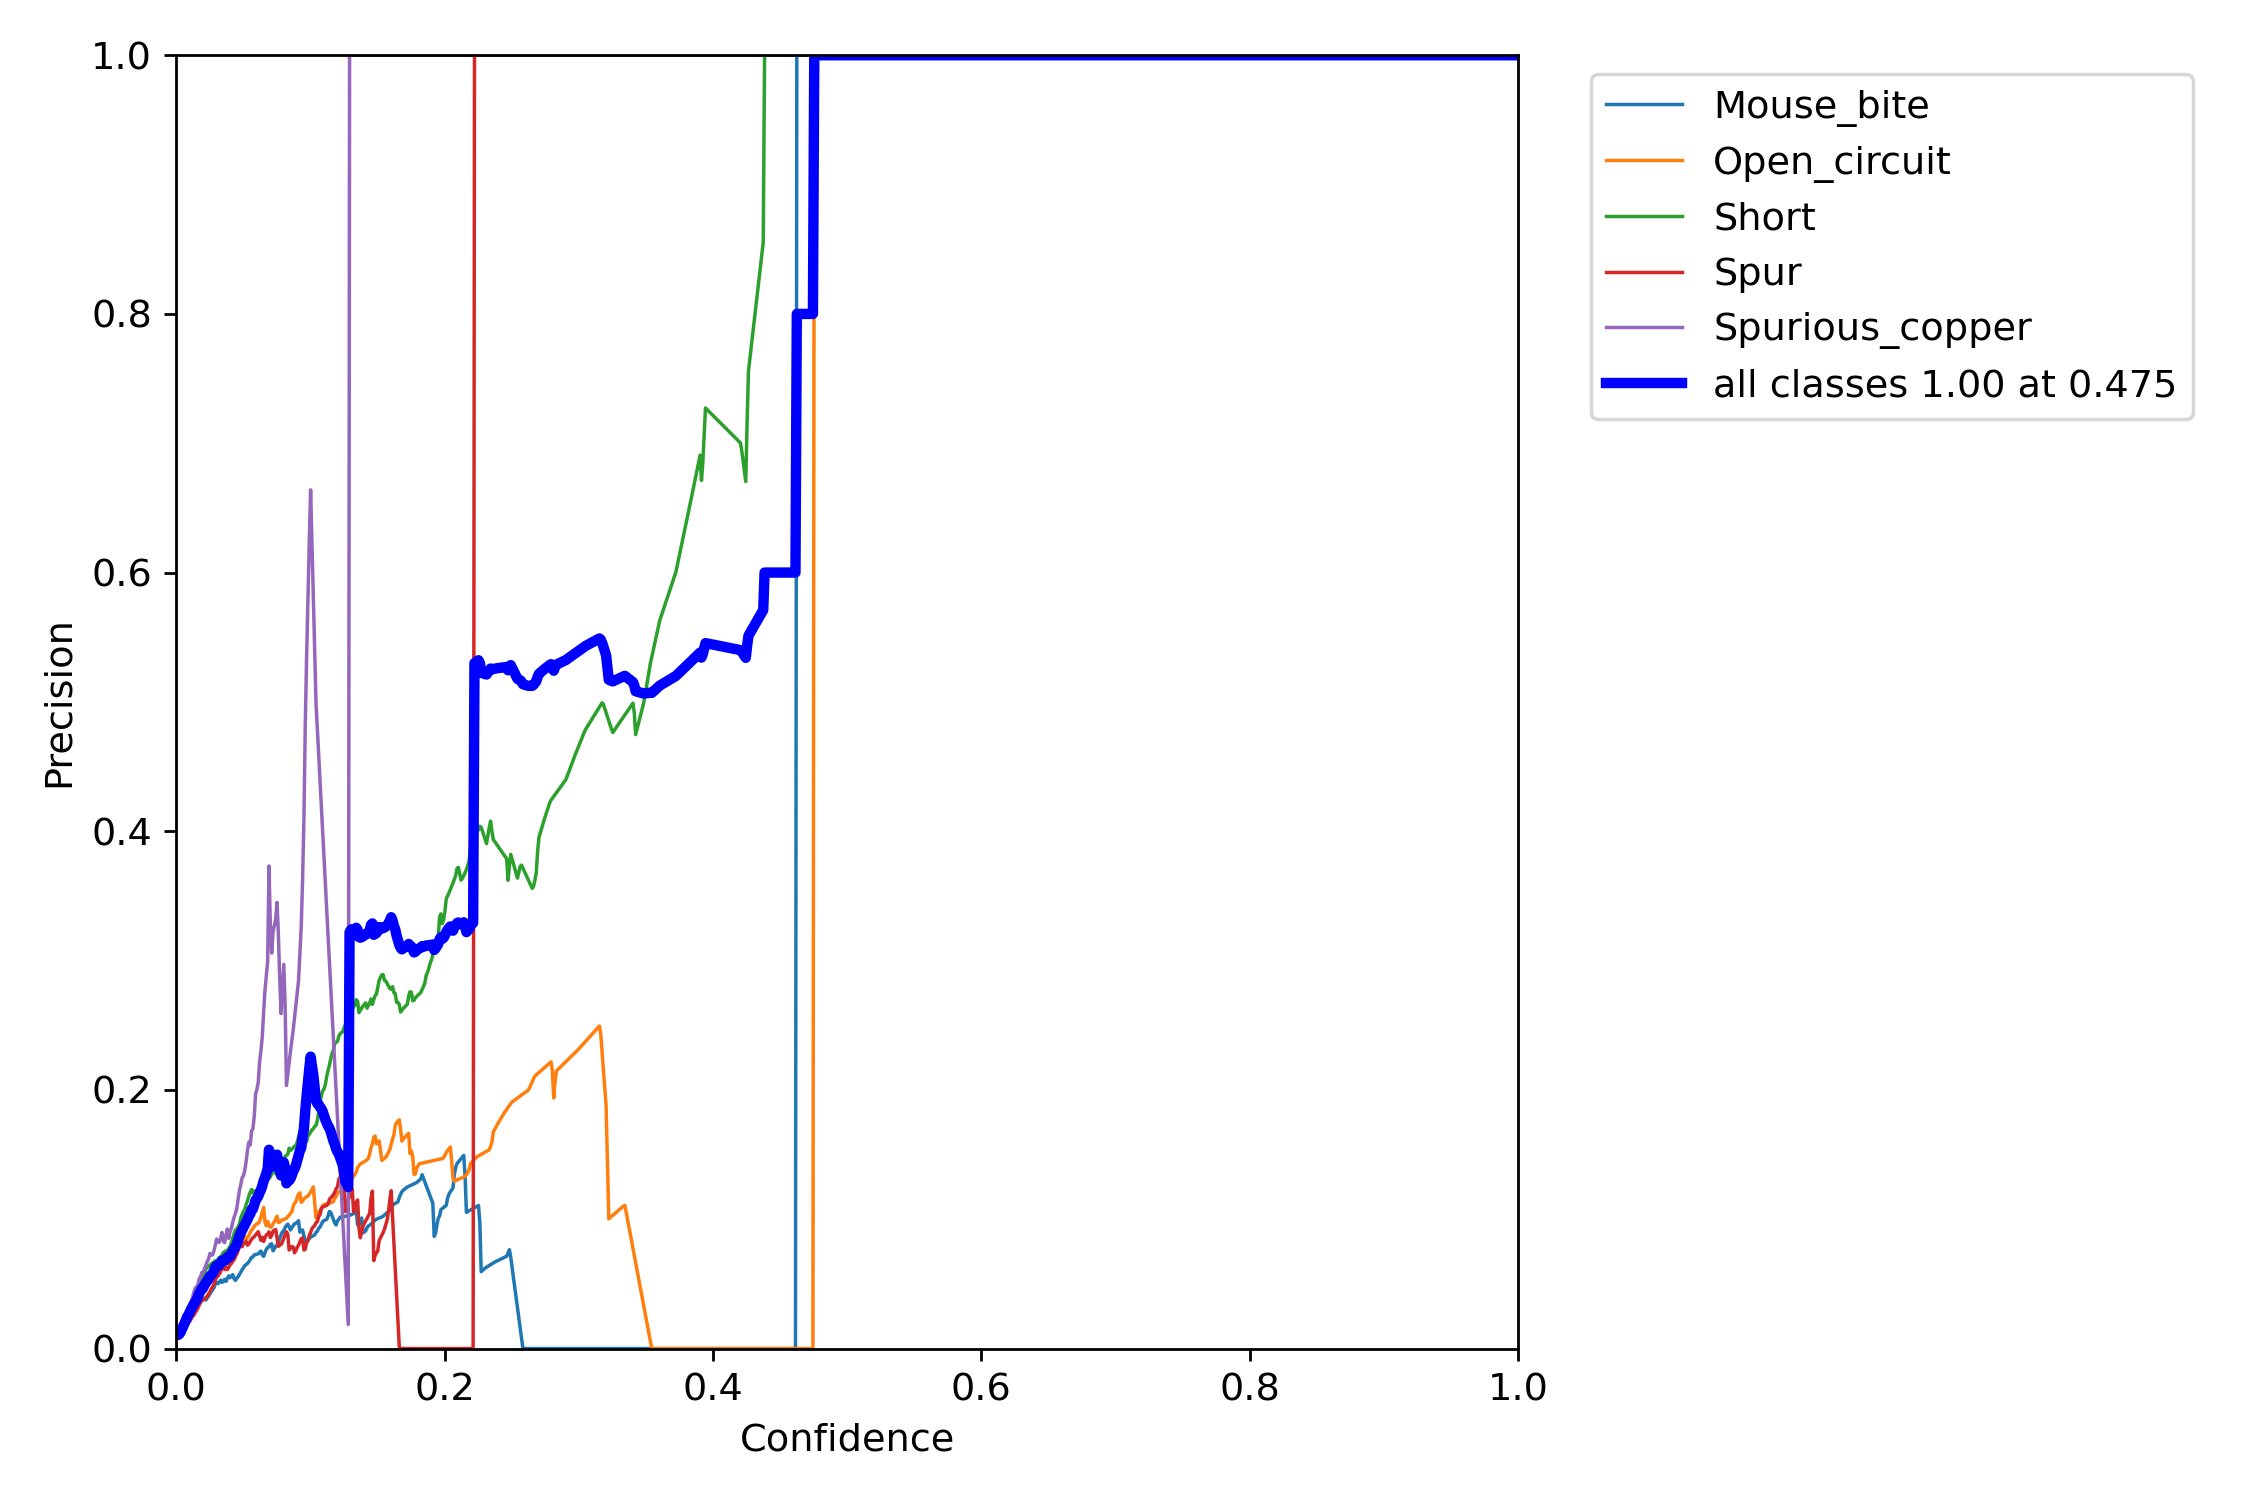 1.0
0.8
0.6
0.4
0.2
0.0
Precision
0.0 0.2 0.4 0.6 0.8 1.0
Confidence
Mouse_bite
Open_circuit
Short
Spur
Spurious_copper
all classes 1.00 at 0.475